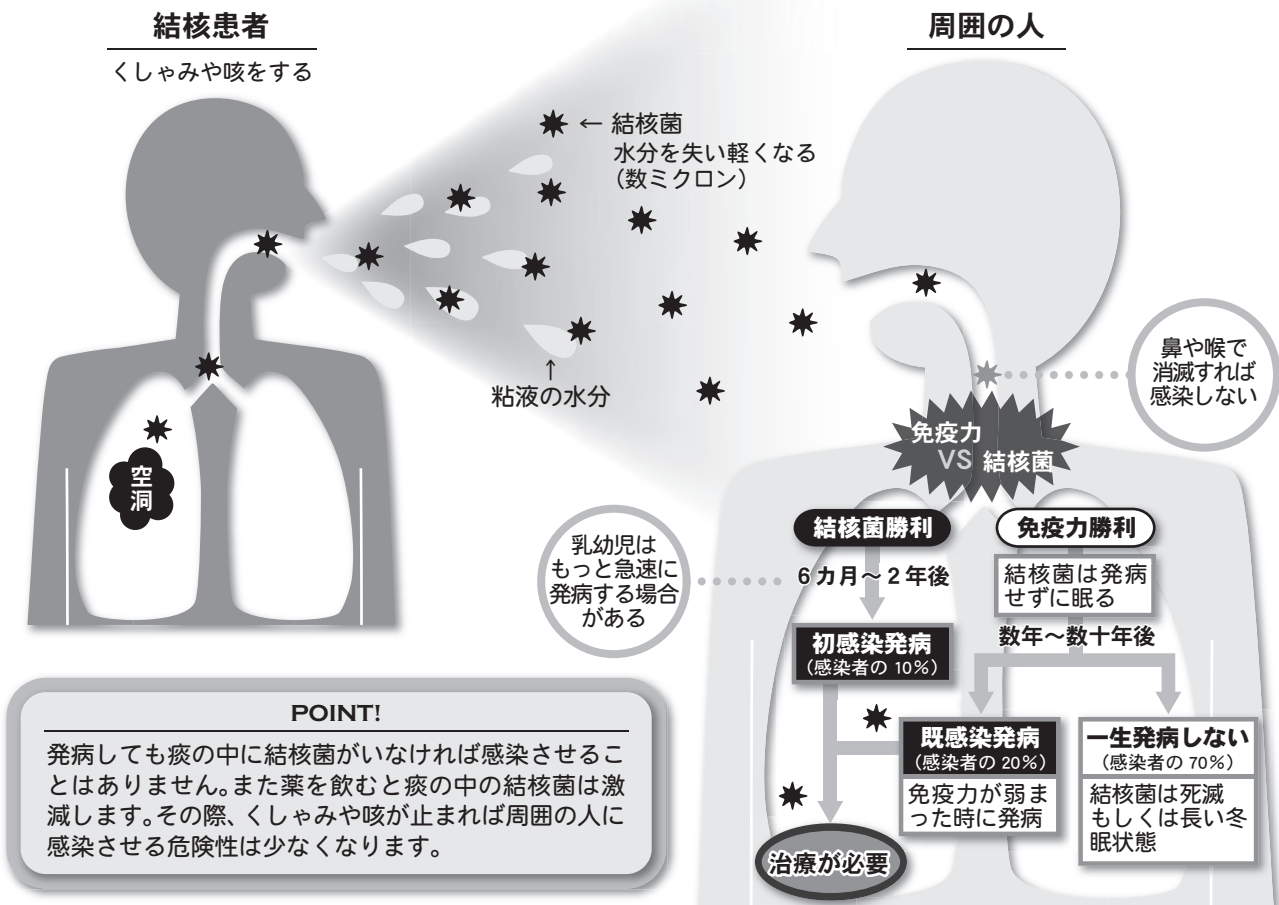 結核患者
くしゃみや咳をする
周囲の人
← 結核菌
水分を失い軽くなる
（数ミクロン）
↑
粘液の水分
空
洞
鼻や喉で
消滅すれば
感染しない
免疫力
VS 結核菌
結核菌勝利
免疫力勝利
乳幼児は
もっと急速に
発病する場合
がある
6カ月～2年後
結核菌は発病
せずに眠る
初感染発病
（感染者の 10％）
数年～数十年後
既感染発病
（感染者の 20％）
免疫力が弱ま
った時に発病
一生発病しない
（感染者の 70％）
結核菌は死滅
もしくは長い冬
眠状態
治療が必要
POINT!
発病しても痰の中に結核菌がいなければ感染させるこ
とはありません。また薬を飲むと痰の中の結核菌は激
減します。その際、くしゃみや咳が止まれば周囲の人に
感染させる危険性は少なくなります。